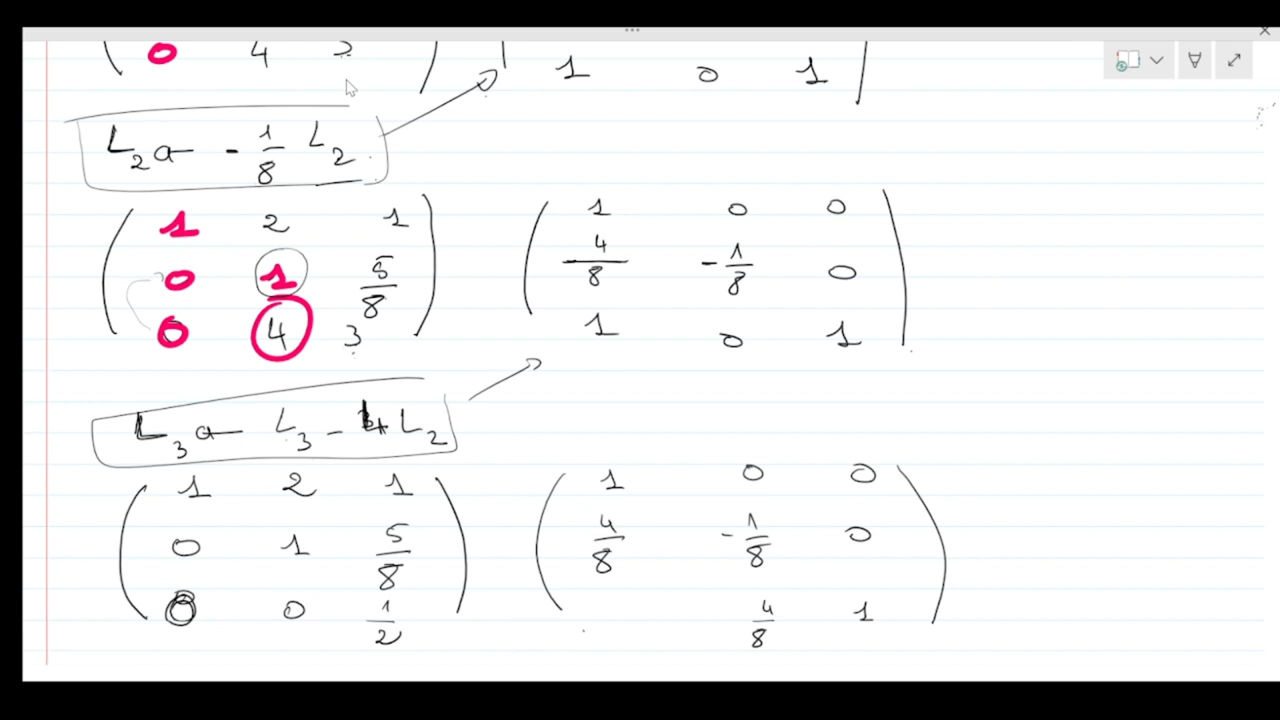 0 4 3 1 0 1
L₂ ← - 1/8 L₂
1 2 1 1 0 0
0 1 5/8 4/8 -1/8 0
0 4 3 1 0 1
L₃ ← L₃ - 4 L₂
1 2 1 1 0 0
0 1 5/8 4/8 -1/8 0
0 0 1/2 4/8 1